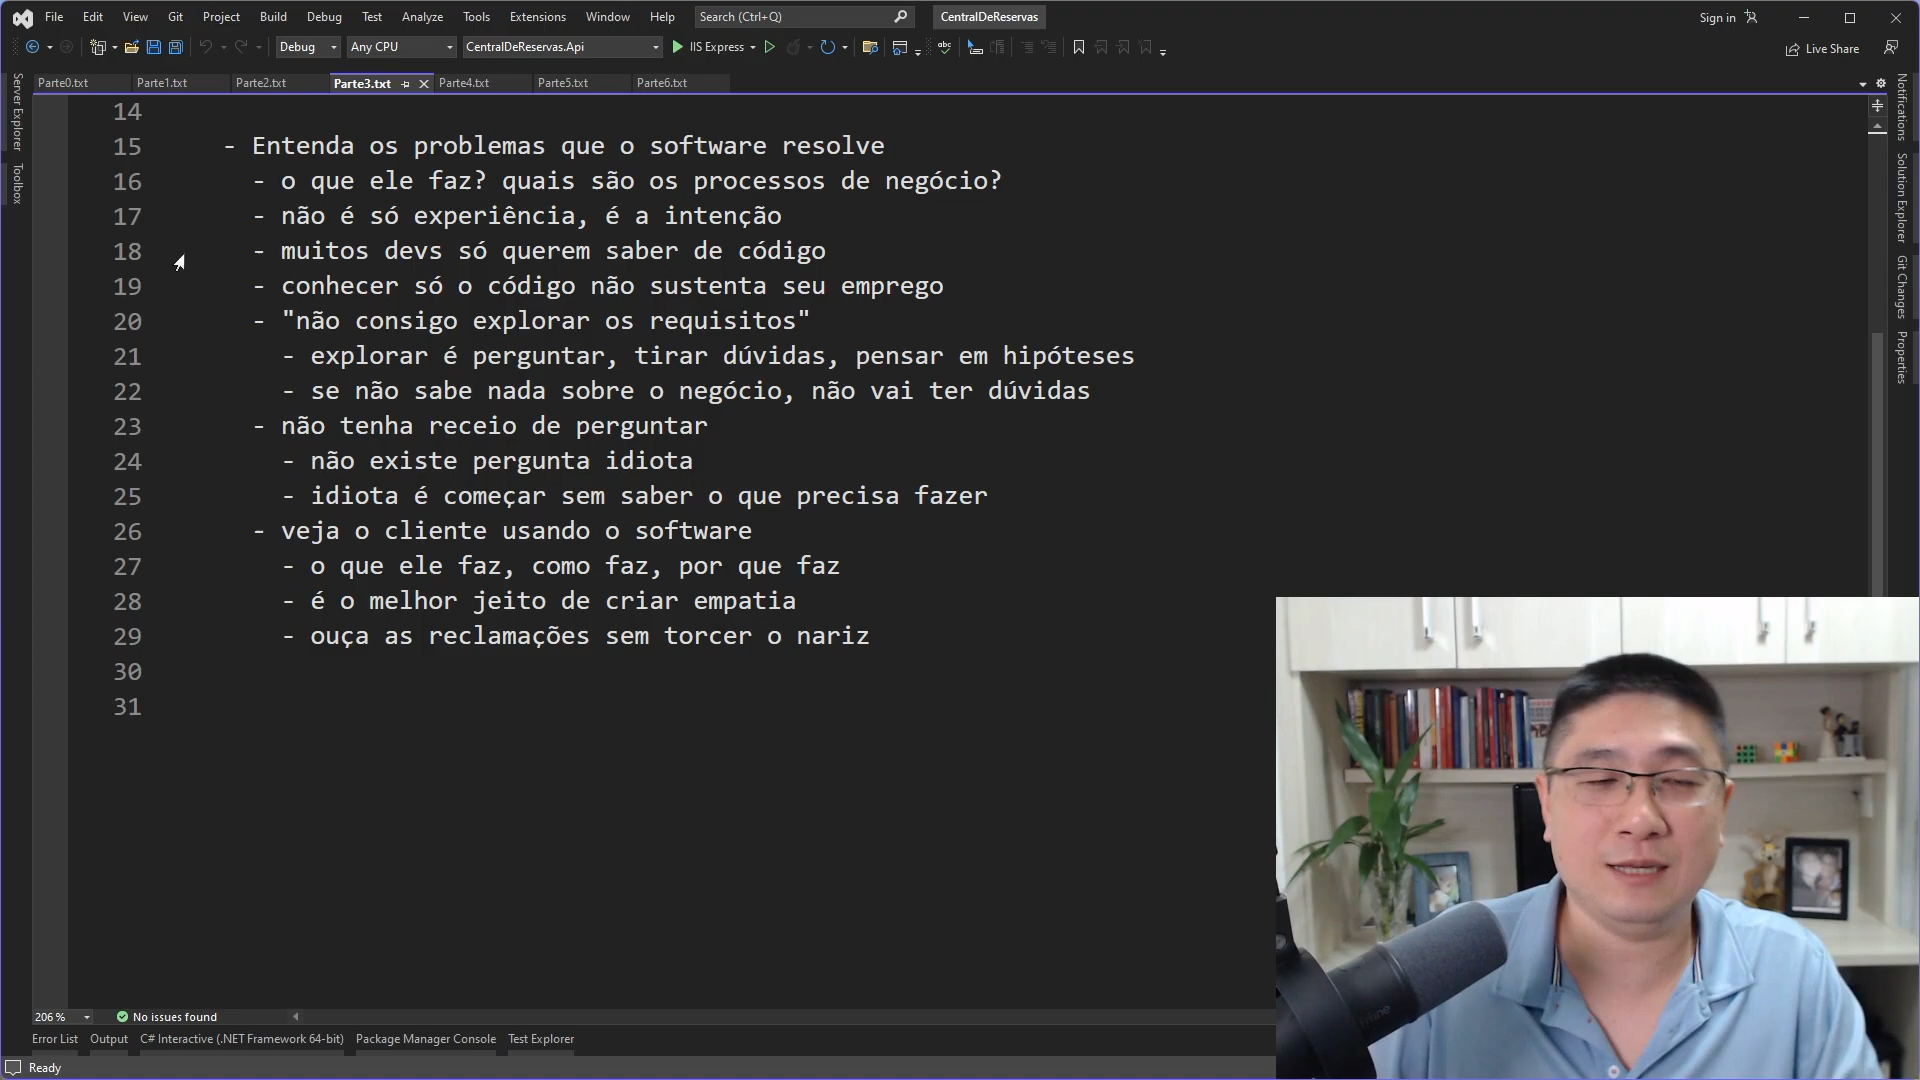 File Edit View Git Project Build Debug Test Analyze Tools Extensions Window Help Search (Ctrl+Q) CentralDeReservas Sign in
Debug Any CPU CentralDeReservas.Api IIS Express Live Share
Parte0.txt Parte1.txt Parte2.txt Parte3.txt Parte4.txt Parte5.txt Parte6.txt
Server Explorer
Toolbox
Notifications
Solution Explorer
Git Changes
Properties
14
15 - Entenda os problemas que o software resolve
16 - o que ele faz? quais são os processos de negócio?
17 - não é só experiência, é a intenção
18 - muitos devs só querem saber de código
19 - conhecer só o código não sustenta seu emprego
20 - "não consigo explorar os requisitos"
21 - explorar é perguntar, tirar dúvidas, pensar em hipóteses
22 - se não sabe nada sobre o negócio, não vai ter dúvidas
23 - não tenha receio de perguntar
24 - não existe pergunta idiota
25 - idiota é começar sem saber o que precisa fazer
26 - veja o cliente usando o software
27 - o que ele faz, como faz, por que faz
28 - é o melhor jeito de criar empatia
29 - ouça as reclamações sem torcer o nariz
30
31
206 % No issues found
Error List Output C# Interactive (.NET Framework 64-bit) Package Manager Console Test Explorer
Ready